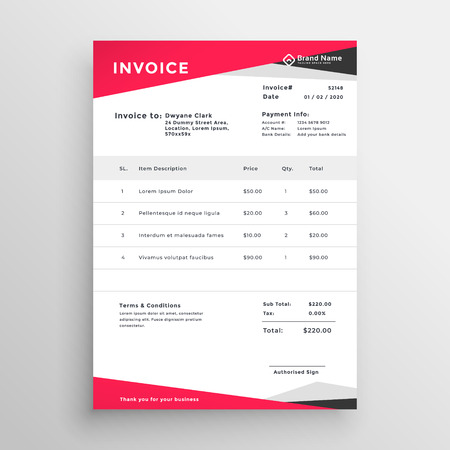 INVOICE
Brand Name
TAGLINE SPACE HERE
Invoice# 52148
Date 01 / 02 / 2020
Invoice to: Dwyane Clark
24 Dummy Street Area,
Location, Lorem Ipsum,
570xx59x
Payment Info:
Account #: 1234 5678 9012
A/C Name: Lorem Ipsum
Bank Details: Add your details
SL. Item Description Price Qty. Total
1 Lorem Ipsum Dolor $50.00 1 $50.00
2 Pellentesque id neque ligula $20.00 3 $60.00
3 Interdum et malesuada fames $10.00 2 $20.00
4 Vivamus volutpat faucibus $90.00 1 $90.00
Terms & Conditions
Lorem ipsum dolor sit amet,
consectetur adipiscing elit. Fusce
dignissim pretium consectetur.
Sub Total: $220.00
Tax: 0.00%
Total: $220.00
Authorised Sign
Thank you for your business